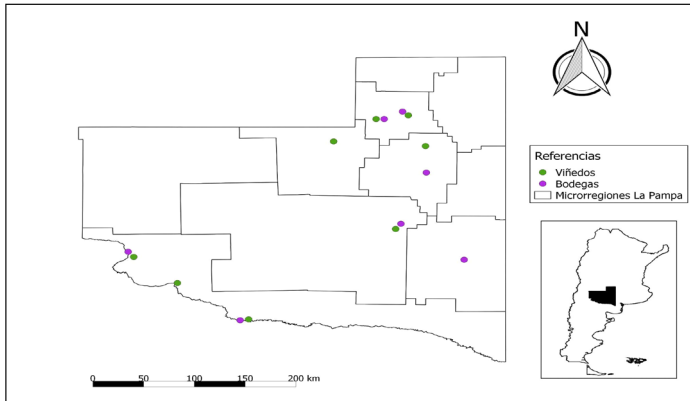 N
Referencias
Viñedos
Bodegas
Microrregiones La Pampa
0 50 100 150 200 km